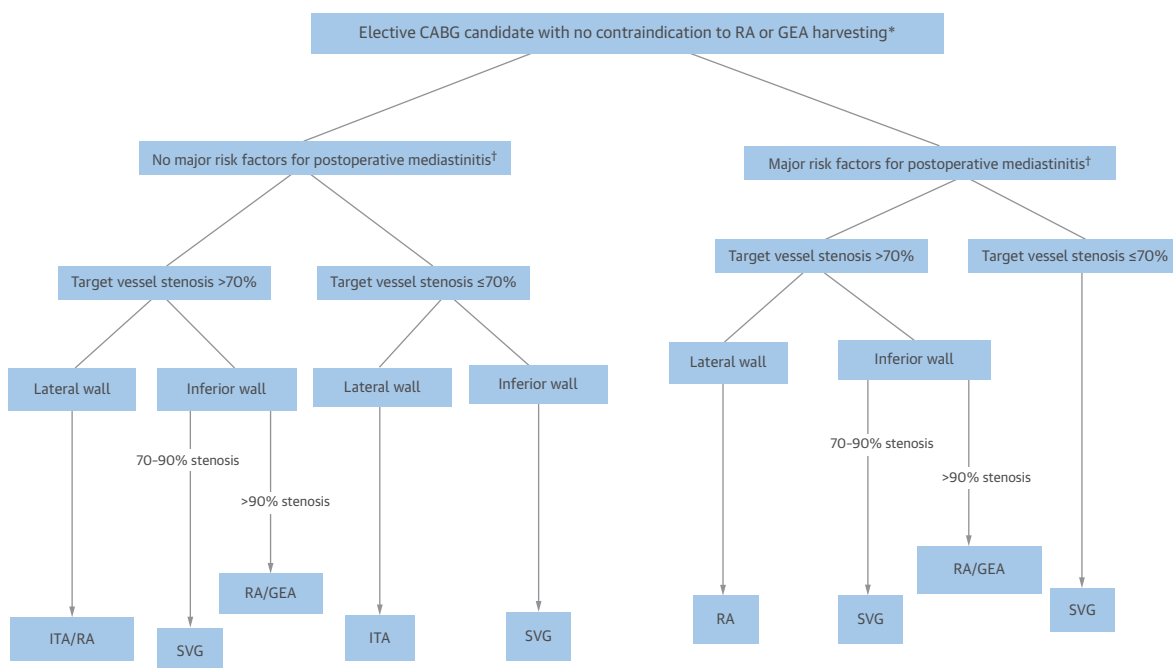 Elective CABG candidate with no contraindication to RA or GEA harvesting*
No major risk factors for postoperative mediastinitis†
Major risk factors for postoperative mediastinitis†
Target vessel stenosis >70%
Target vessel stenosis ≤70%
Target vessel stenosis >70%
Target vessel stenosis ≤70%
Lateral wall
Inferior wall
Lateral wall
Inferior wall
Lateral wall
Inferior wall
70-90% stenosis
>90% stenosis
70-90% stenosis
>90% stenosis
ITA/RA
SVG
RA/GEA
ITA
SVG
RA
SVG
RA/GEA
SVG